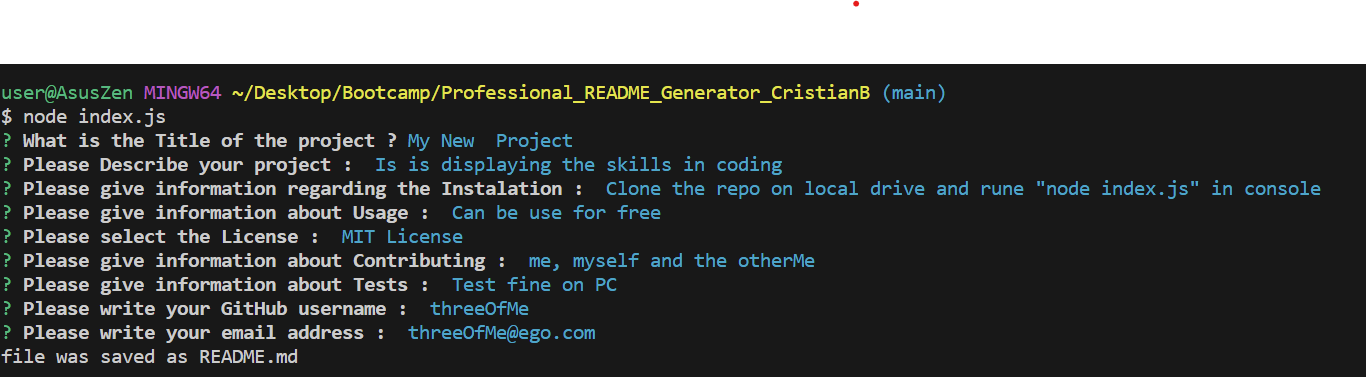 user@AsusZen MINGW64 ~/Desktop/Bootcamp/Professional_README_Generator_CristianB (main)
$ node index.js
? What is the Title of the project ? My New  Project
? Please Describe your project :  Is is displaying the skills in coding
? Please give information regarding the Instalation :  Clone the repo on local drive and rune "node index.js" in console
? Please give information about Usage :  Can be use for free
? Please select the License :  MIT License
? Please give information about Contributing :  me, myself and the otherMe
? Please give information about Tests :  Test fine on PC
? Please write your GitHub username :  threeOfMe
? Please write your email address :  threeOfMe@ego.com
file was saved as README.md